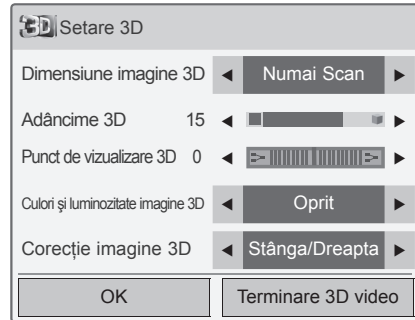 3D Setare 3D
Dimensiune imagine 3D Numai Scan
Adâncime 3D 15
Punct de vizualizare 3D 0
Culori şi luminozitate imagine 3D Oprit
Corecţie imagine 3D Stânga/Dreapta
OK Terminare 3D video